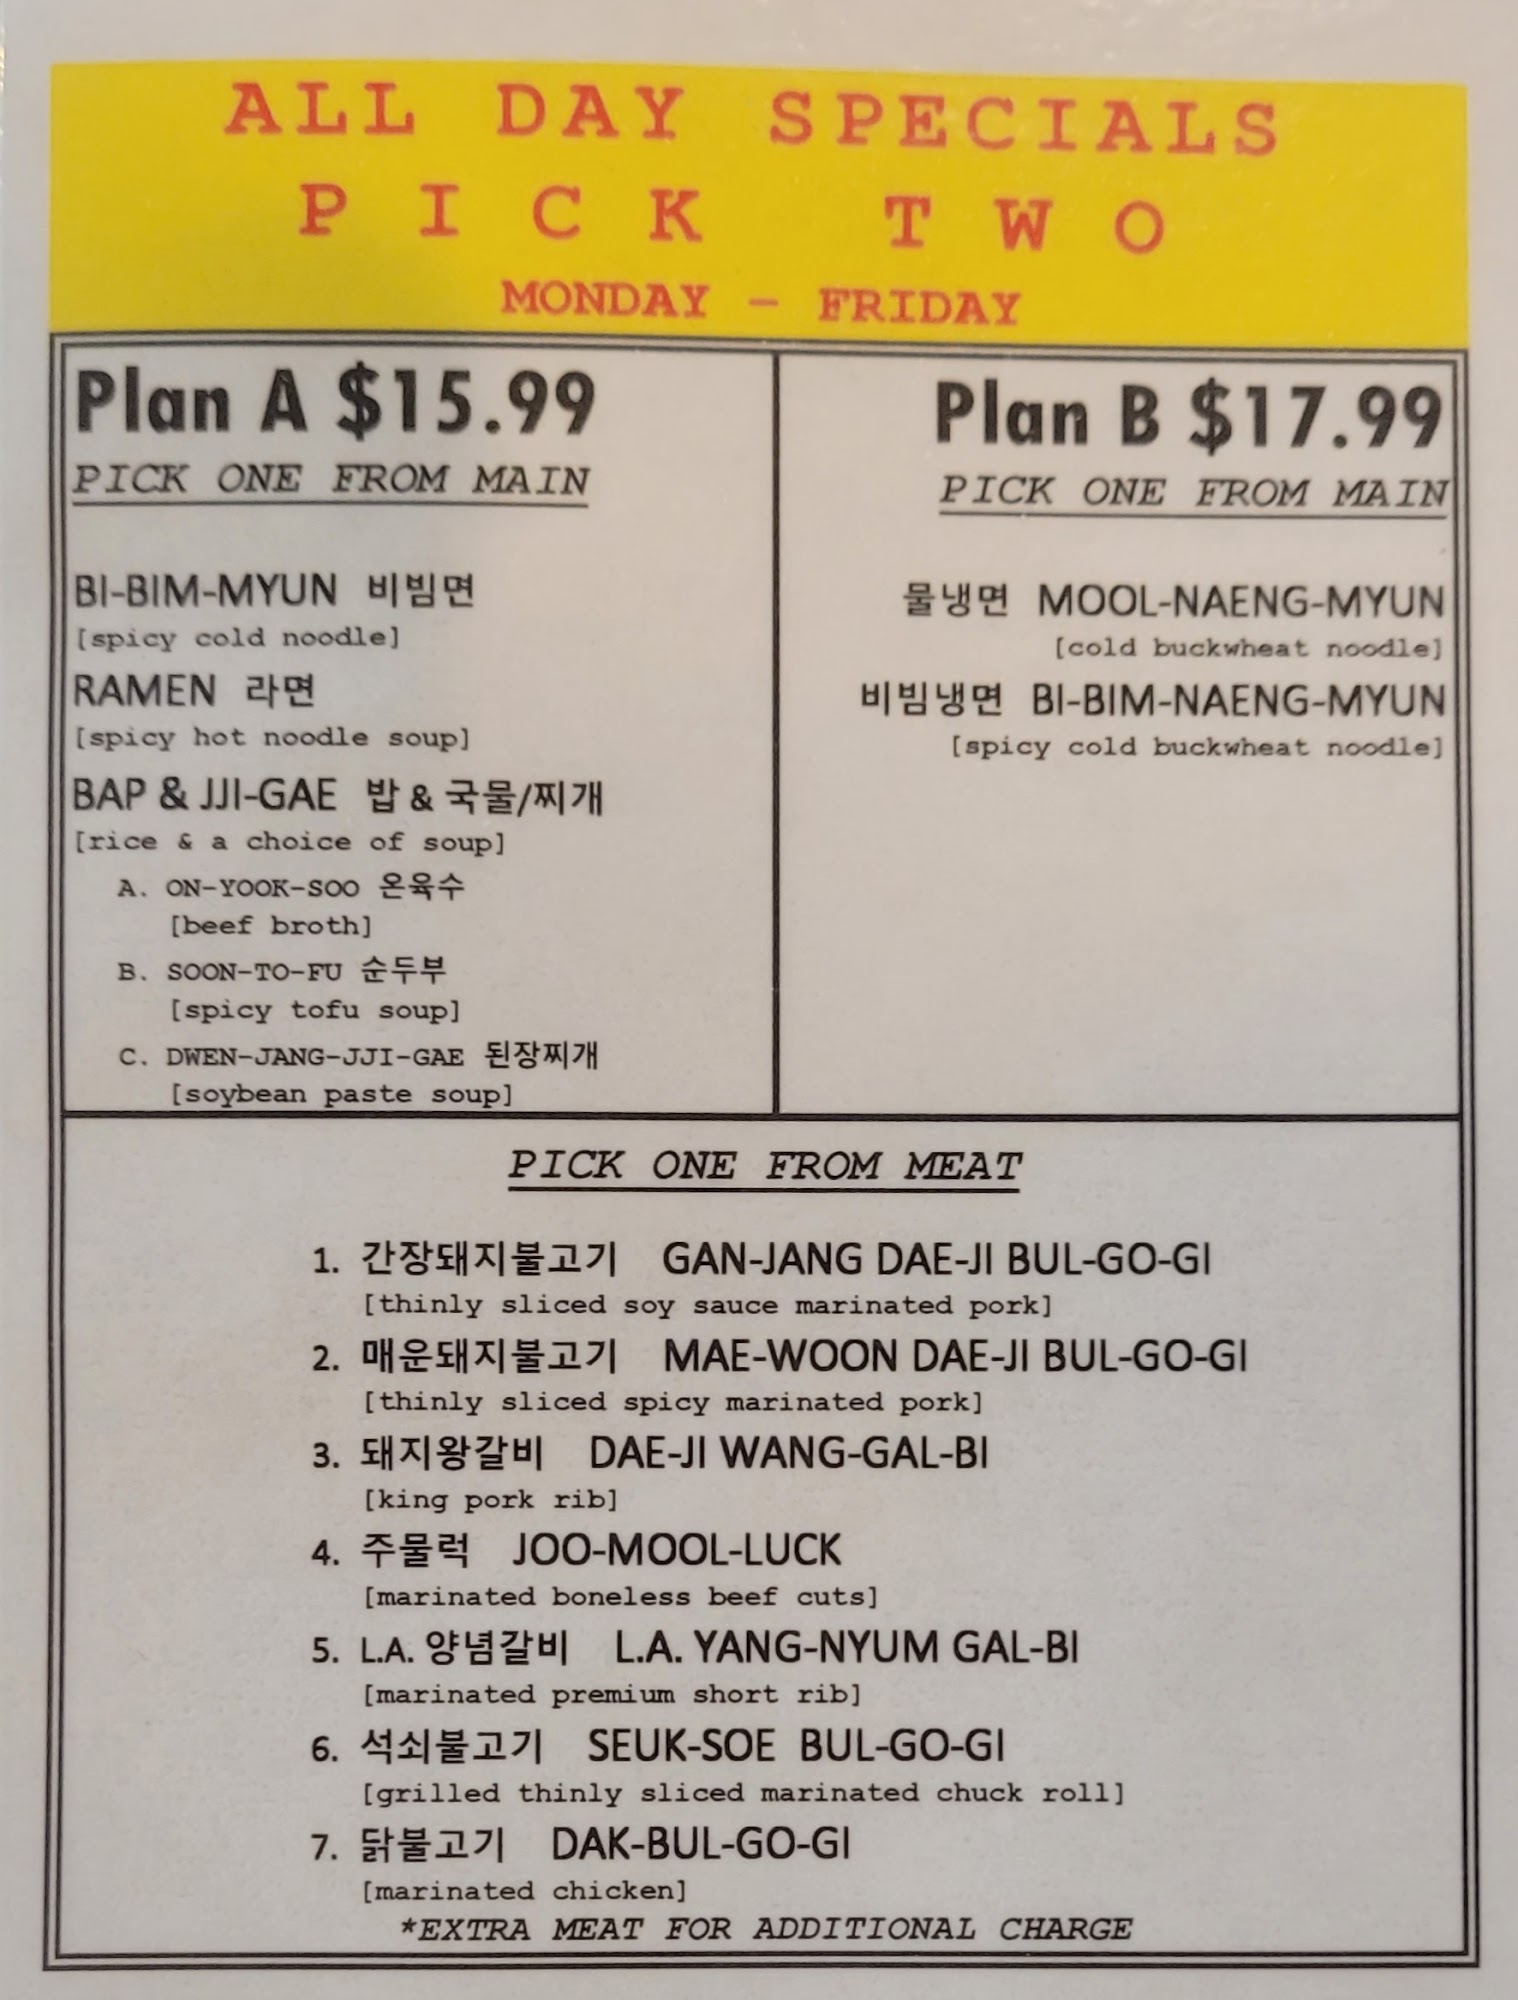 ALL DAY SPECIALS
PICK TWO
MONDAY - FRIDAY
Plan A $15.99
PICK ONE FROM MAIN
BI-BIM-MYUN 비빔면
[spicy cold noodle]
RAMEN 라면
[spicy hot noodle soup]
BAP & JJI-GAE 밥 & 국물/찌개
[rice & a choice of soup]
A. ON-YOOK-SOO 온육수
[beef broth]
B. SOON-TO-FU 순두부
[spicy tofu soup]
C. DWEN-JANG-JJI-GAE 된장찌개
[soybean paste soup]
Plan B $17.99
PICK ONE FROM MAIN
물냉면 MOOL-NAENG-MYUN
[cold buckwheat noodle]
비빔냉면 BI-BIM-NAENG-MYUN
[spicy cold buckwheat noodle]
PICK ONE FROM MEAT
1. 간장돼지불고기 GAN-JANG DAE-JI BUL-GO-GI
[thinly sliced soy sauce marinated pork]
2. 매운돼지불고기 MAE-WOON DAE-JI BUL-GO-GI
[thinly sliced spicy marinated pork]
3. 돼지왕갈비 DAE-JI WANG-GAL-BI
[king pork rib]
4. 주물럭 JOO-MOOL-LUCK
[marinated boneless beef cuts]
5. L.A. 양념갈비 L.A. YANG-NYUM GAL-BI
[marinated premium short rib]
6. 석쇠불고기 SEUK-SOE BUL-GO-GI
[grilled thinly sliced marinated chuck roll]
7. 닭불고기 DAK-BUL-GO-GI
[marinated chicken]
*EXTRA MEAT FOR ADDITIONAL CHARGE